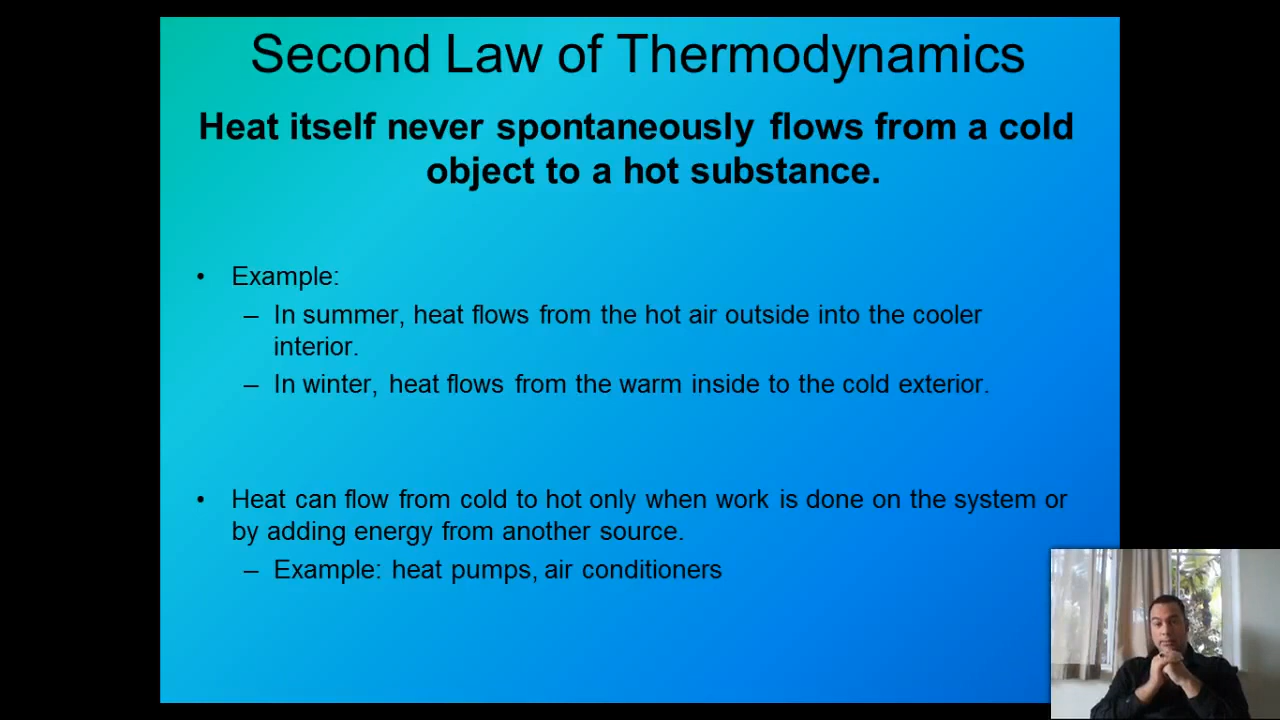 Second Law of Thermodynamics
Heat itself never spontaneously flows from a cold
object to a hot substance.
• Example:
– In summer, heat flows from the hot air outside into the cooler
interior.
– In winter, heat flows from the warm inside to the cold exterior.
• Heat can flow from cold to hot only when work is done on the system or
by adding energy from another source.
– Example: heat pumps, air conditioners